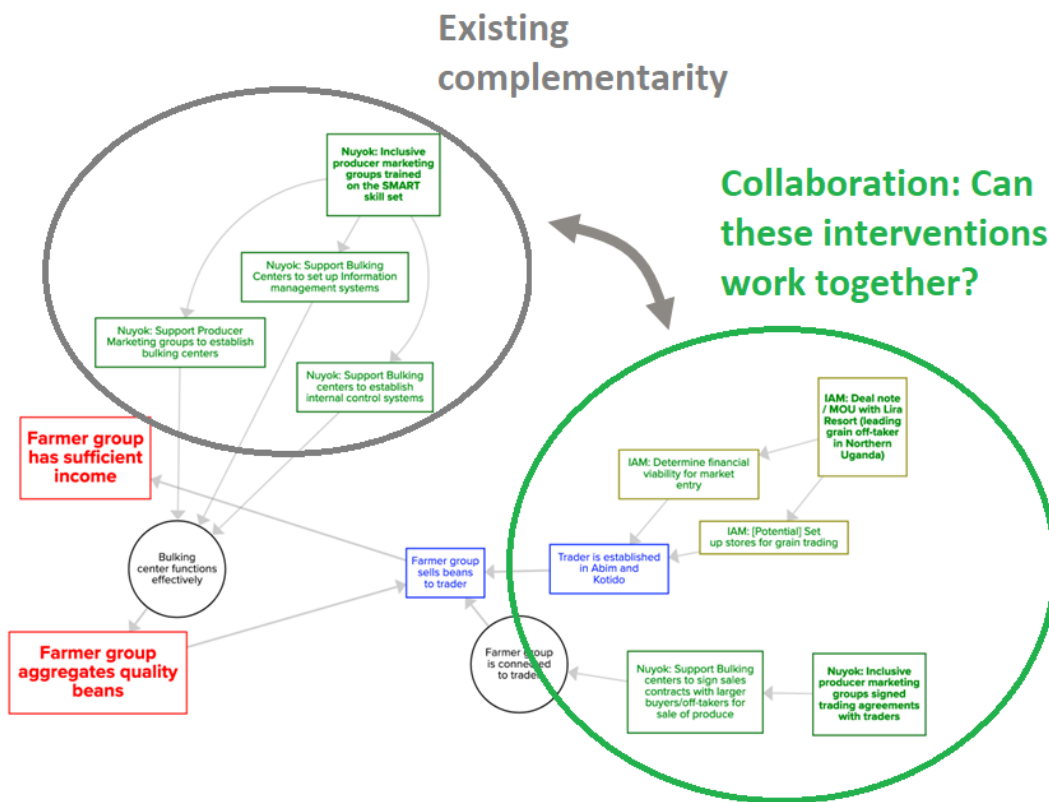 Existing
complementarity
Collaboration: Can
these interventions
work together?
Nuyok: Inclusive
producer marketing
groups trained
on the SMART
skill set
Nuyok: Support Bulking
Centers to set up Information
management systems
Nuyok: Support Producer
Marketing groups to establish
bulking centers
Nuyok: Support Bulking
centers to establish
internal control systems
Farmer group
has sufficient
income
IAM: Deal note
/ MOU with Lira
Resort (leading
grain off-taker
in Northern
Uganda)
IAM: Determine financial
viability for market
entry
IAM: [Potential] Set
up stores for grain trading
Bulking
center functions
effectively
Farmer group
sells beans
to trader
Trader is established
in Abim and
Kotido
Farmer group
aggregates quality
beans
Farmer group
is connected
to trader
Nuyok: Support Bulking
centers to sign sales
contracts with larger
buyers/off-takers for
sale of produce
Nuyok: Inclusive
producer marketing
groups signed
trading agreements
with traders